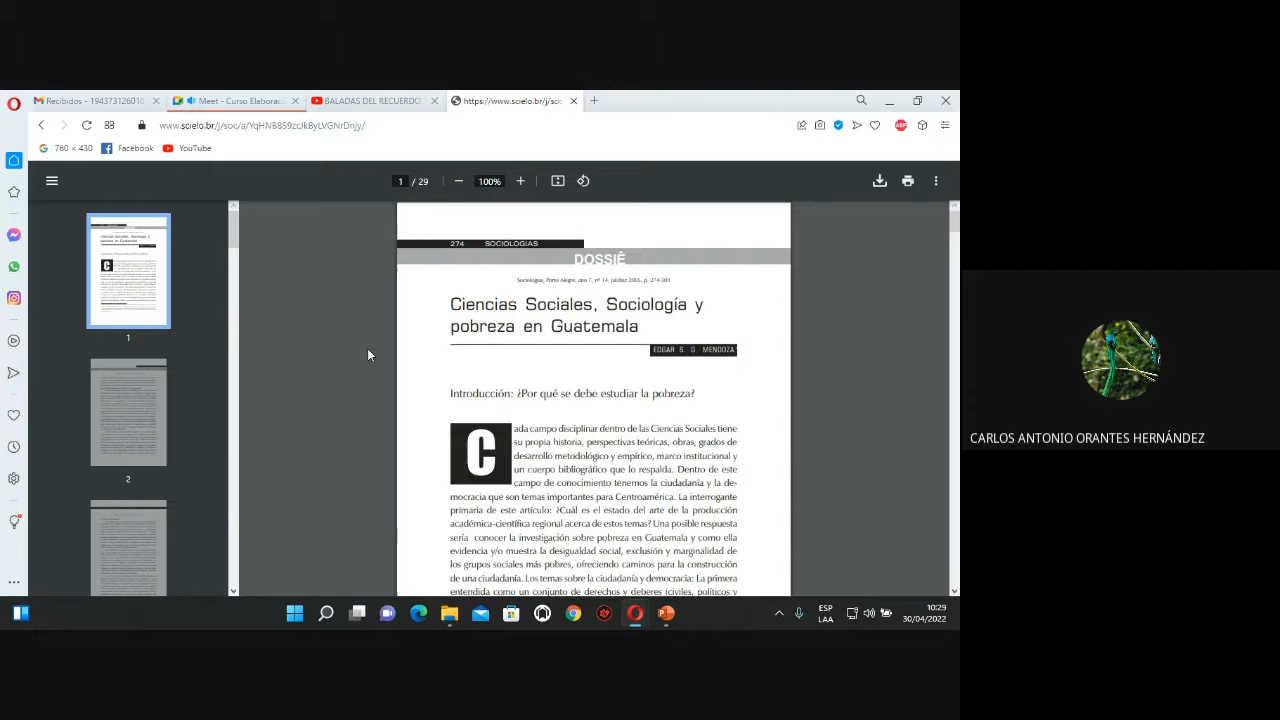 Recibidos - 194373126010
Meet - Curso Elaboraci
BALADAS DEL RECUERDO
https://www.scielo.br/j/soc
www.scielo.br/j/soc/a/YqHNB8S9zcJkByLVGNrDnjy/
760 × 430 Facebook YouTube
1 / 29 100%
274 SOCIOLOGIAS
DOSSIÊ
Sociologias, Porto Alegre, ano 7, nº 14, jul/dez 2005, p. 274-301
Ciencias Sociales, Sociología y
pobreza en Guatemala
EDGAR S. G. MENDOZA
Introducción: ¿Por qué se debe estudiar la pobreza?
Cada campo disciplinar dentro de las Ciencias Sociales tiene
su propia historia, perspectivas teóricas, obras, grados de
desarrollo metodológico y empírico, marco institucional y
un cuerpo bibliográfico que lo respalda. Dentro de este
campo de conocimiento tenemos la ciudadanía y la de-
mocracia que son temas importantes para Centroamérica. La interrogante
primaria de este artículo: ¿Cuál es el estado del arte de la producción
académica-científica regional acerca de estos temas? Una posible respuesta
sería conocer la investigación sobre pobreza en Guatemala y como ella
evidencia y/o muestra la desigualdad social, exclusión y marginalidad de
los grupos sociales más pobres, ofreciendo caminos para la construcción
de una ciudadanía. Los temas sobre la ciudadanía y democracia: La primera
entendida como un conjunto de derechos y deberes (civiles, políticos y
1
2
CARLOS ANTONIO ORANTES HERNÁNDEZ
ESP
LAA
10:29
30/04/2022